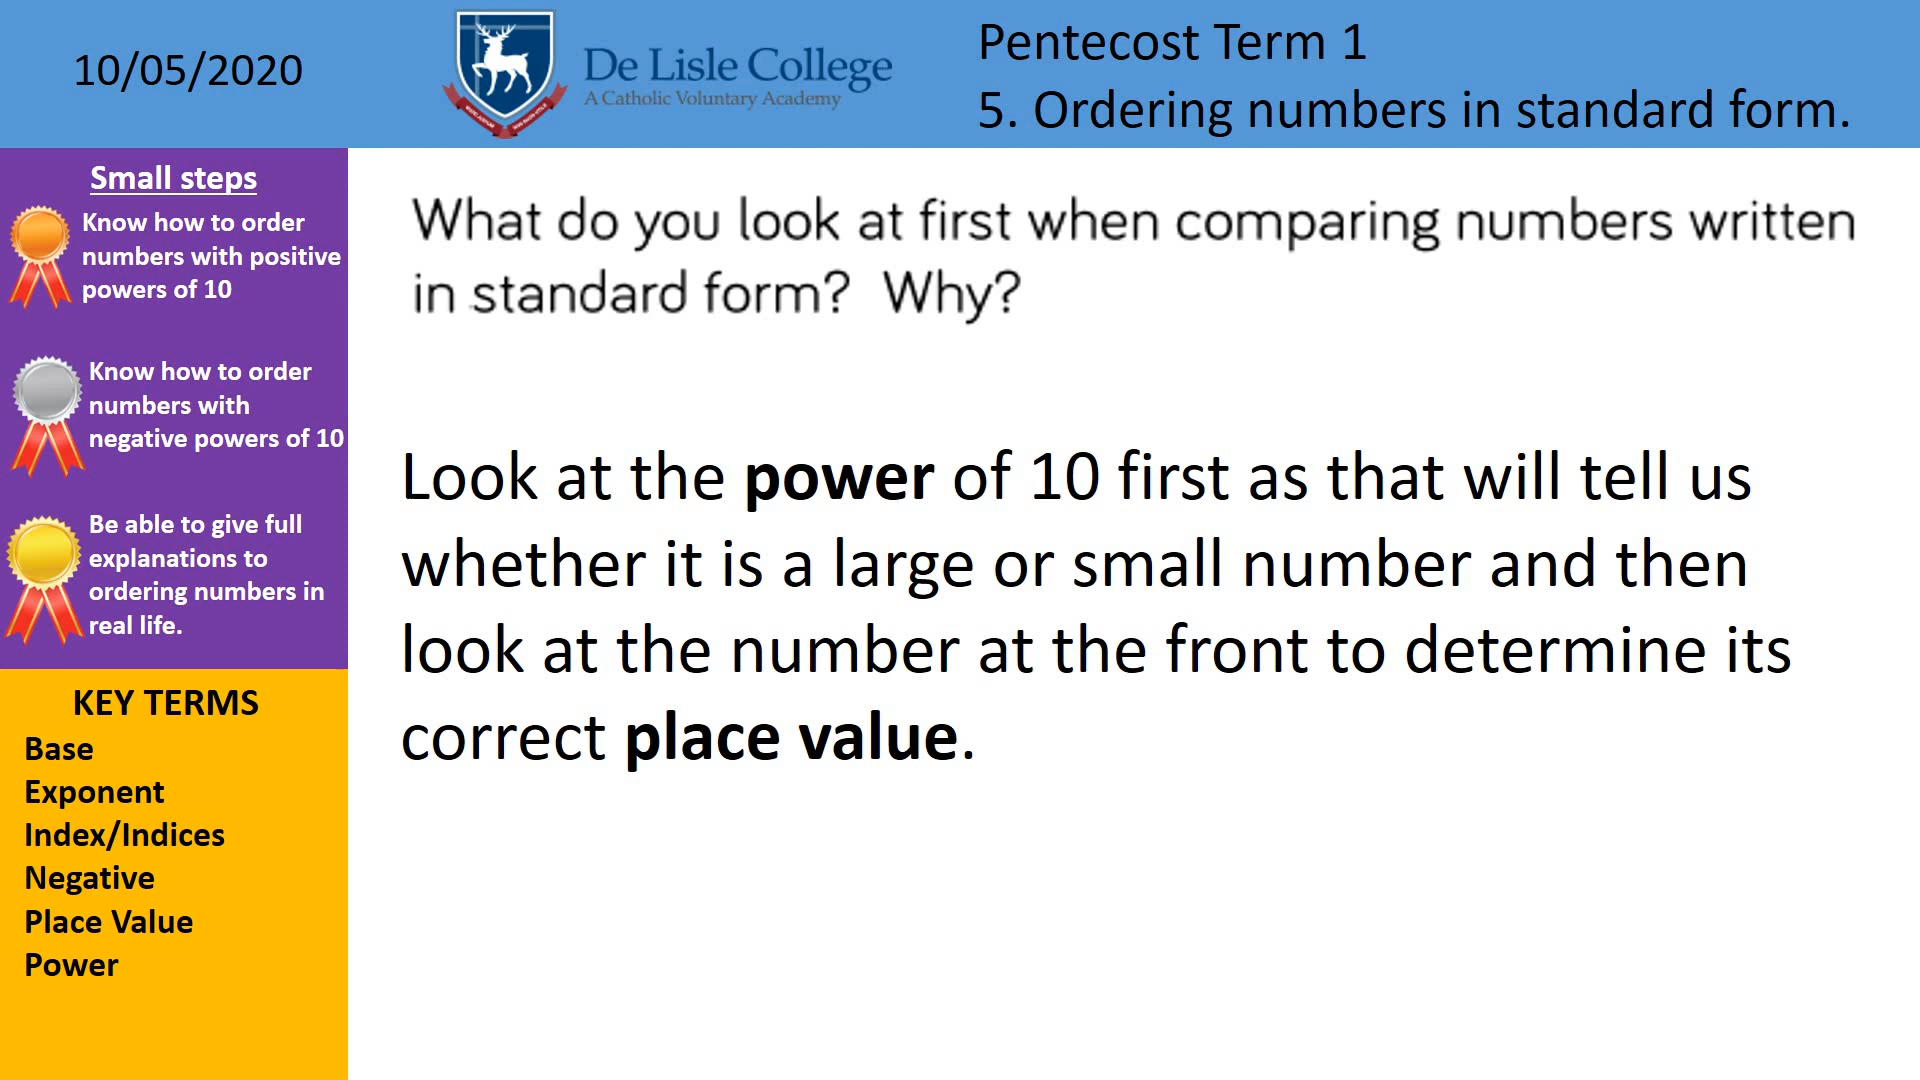 10/05/2020
De Lisle College
A Catholic Voluntary Academy
Pentecost Term 1
5. Ordering numbers in standard form.
Small steps
Know how to order
numbers with positive
powers of 10
Know how to order
numbers with
negative powers of 10
Be able to give full
explanations to
ordering numbers in
real life.
KEY TERMS
Base
Exponent
Index/Indices
Negative
Place Value
Power
What do you look at first when comparing numbers written
in standard form? Why?
Look at the power of 10 first as that will tell us
whether it is a large or small number and then
look at the number at the front to determine its
correct place value.